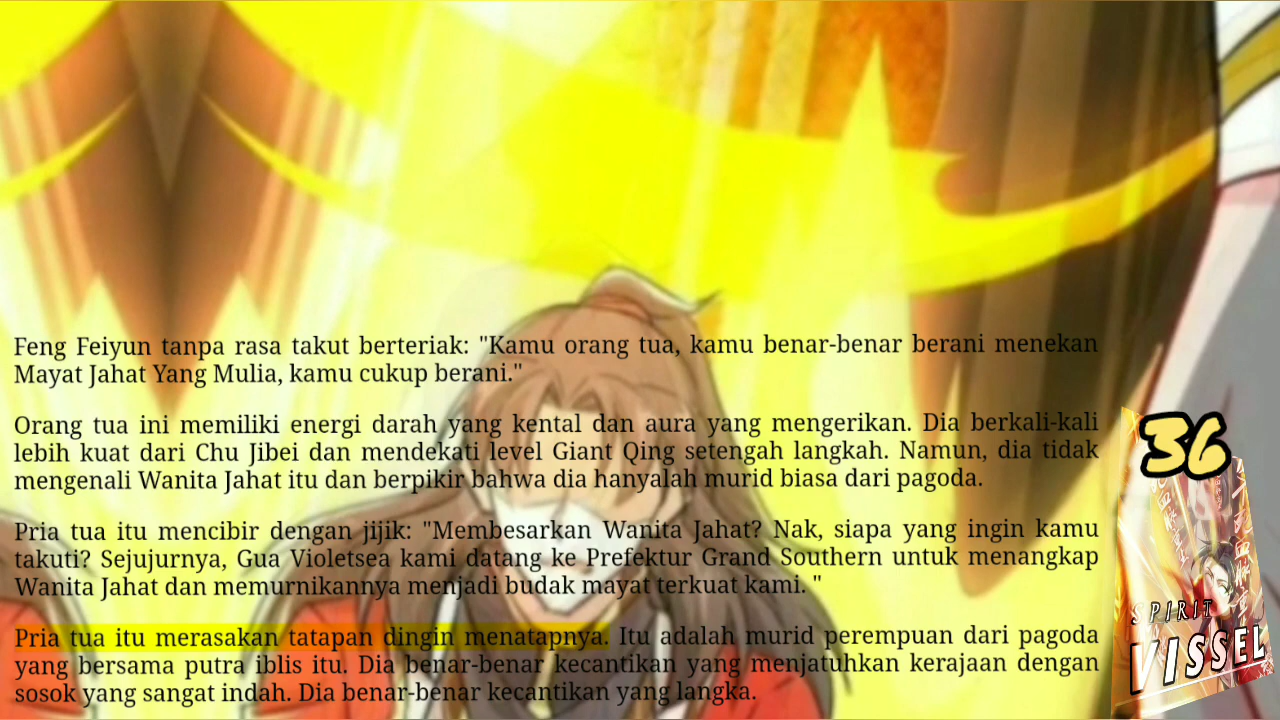 Feng Feiyun tanpa rasa takut berteriak: "Kamu orang tua, kamu benar-benar berani menekan
Mayat Jahat Yang Mulia, kamu cukup berani."
Orang tua ini memiliki energi darah yang kental dan aura yang mengerikan. Dia berkali-kali
lebih kuat dari Chu Jibei dan mendekati level Giant Qing setengah langkah. Namun, dia tidak
mengenali Wanita Jahat itu dan berpikir bahwa dia hanyalah murid biasa dari pagoda.
Pria tua itu mencibir dengan jijik: "Membesarkan Wanita Jahat? Nak, siapa yang ingin kamu
takuti? Sejujurnya, Gua Violetsea kami datang ke Prefektur Grand Southern untuk menangkap
Wanita Jahat dan memurnikannya menjadi budak mayat terkuat kami. "
Pria tua itu merasakan tatapan dingin menatapnya. Itu adalah murid perempuan dari pagoda
yang bersama putra iblis itu. Dia benar-benar kecantikan yang menjatuhkan kerajaan dengan
sosok yang sangat indah. Dia benar-benar kecantikan yang langka.
36
SPIRIT
VISSEL